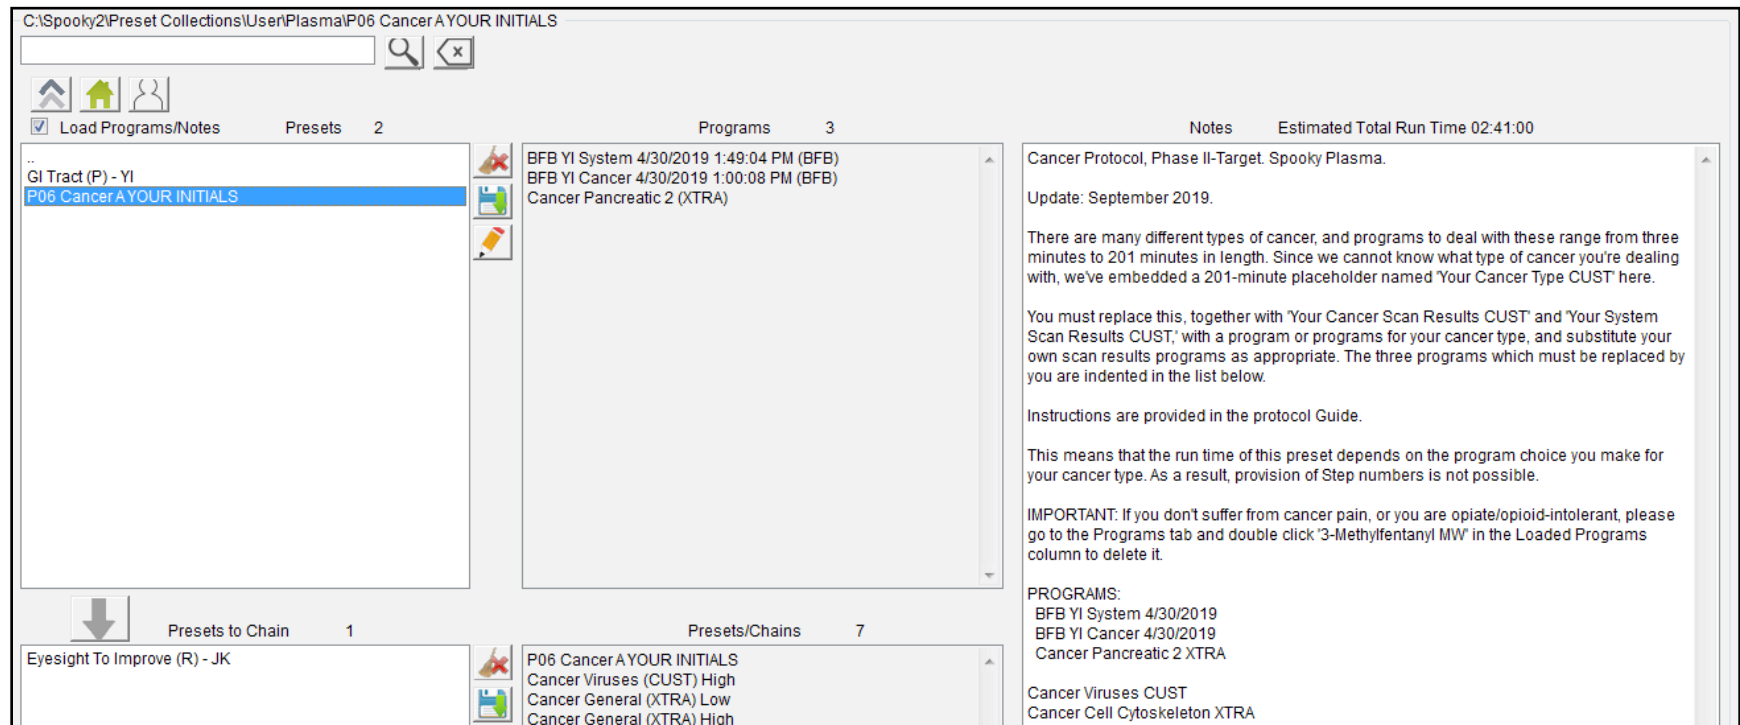 C:\Spooky2\Preset Collections\User\Plasma\P06 Cancer A YOUR INITIALS
Load Programs/Notes
Presets 2
..
GI Tract (P) - YI
P06 Cancer A YOUR INITIALS
Programs 3
BFB YI System 4/30/2019 1:49:04 PM (BFB)
BFB YI Cancer 4/30/2019 1:00:08 PM (BFB)
Cancer Pancreatic 2 (XTRA)
Notes Estimated Total Run Time 02:41:00
Cancer Protocol, Phase II-Target. Spooky Plasma.
Update: September 2019.
There are many different types of cancer, and programs to deal with these range from three
minutes to 201 minutes in length. Since we cannot know what type of cancer you're dealing
with, we've embedded a 201-minute placeholder named 'Your Cancer Type CUST' here.
You must replace this, together with 'Your Cancer Scan Results CUST' and 'Your System
Scan Results CUST,' with a program or programs for your cancer type, and substitute your
own scan results programs as appropriate. The three programs which must be replaced by
you are indented in the list below.
Instructions are provided in the protocol Guide.
This means that the run time of this preset depends on the program choice you make for
your cancer type. As a result, provision of Step numbers is not possible.
IMPORTANT: If you don't suffer from cancer pain, or you are opiate/opioid-intolerant, please
go to the Programs tab and double click '3-Methylfentanyl MW' in the Loaded Programs
column to delete it.
PROGRAMS:
BFB YI System 4/30/2019
BFB YI Cancer 4/30/2019
Cancer Pancreatic 2 XTRA
Cancer Viruses CUST
Cancer Cell Cytoskeleton XTRA
Presets to Chain 1
Eyesight To Improve (R) - JK
Presets/Chains 7
P06 Cancer A YOUR INITIALS
Cancer Viruses (CUST) High
Cancer General (XTRA) Low
Cancer General (XTRA) High